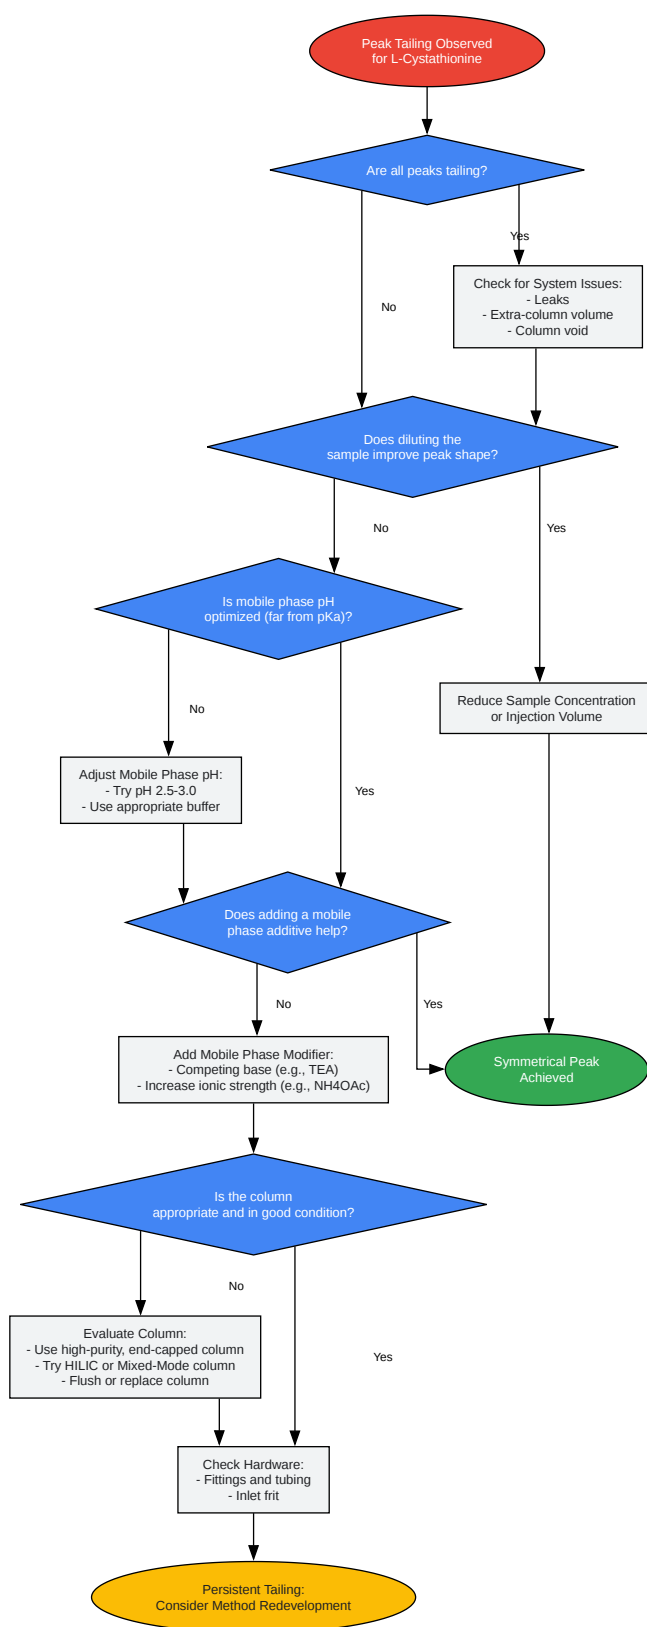 Peak Tailing Observed
for L-Cystathionine
Are all peaks tailing?
Yes
Check for System Issues:
- Leaks
- Extra-column volume
- Column void
No
Does diluting the
sample improve peak shape?
No
Yes
Is mobile phase pH
optimized (far from pKa)?
No
Reduce Sample Concentration
or Injection Volume
Adjust Mobile Phase pH:
- Try pH 2.5-3.0
- Use appropriate buffer
Yes
Does adding a mobile
phase additive help?
No
Yes
Add Mobile Phase Modifier:
- Competing base (e.g., TEA)
- Increase ionic strength (e.g., NH4OAc)
Symmetrical Peak
Achieved
Is the column
appropriate and in good condition?
No
Evaluate Column:
- Use high-purity, end-capped column
- Try HILIC or Mixed-Mode column
- Flush or replace column
Yes
Check Hardware:
- Fittings and tubing
- Inlet frit
Persistent Tailing:
Consider Method Redevelopment